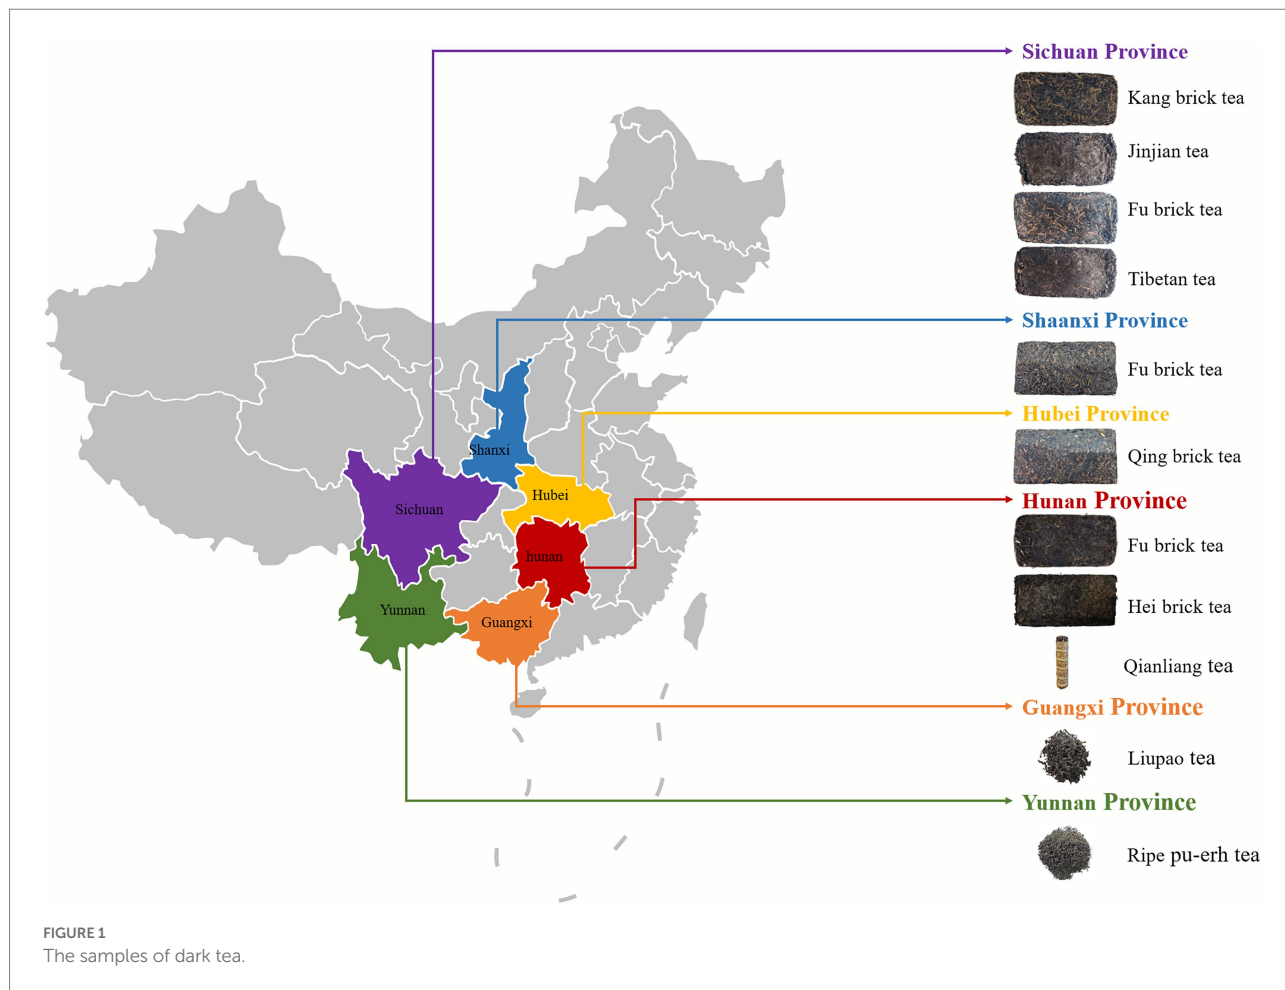 Sichuan Province
Kang brick tea
Jinjian tea
Fu brick tea
Tibetan tea
Shaanxi Province
Fu brick tea
Hubei Province
Qing brick tea
Hunan Province
Fu brick tea
Hei brick tea
Qianliang tea
Guangxi Province
Liupao tea
Yunnan Province
Ripe pu-erh tea
Shanxi
Hubei
Sichuan
hunan
Yunnan
Guangxi
FIGURE 1
The samples of dark tea.